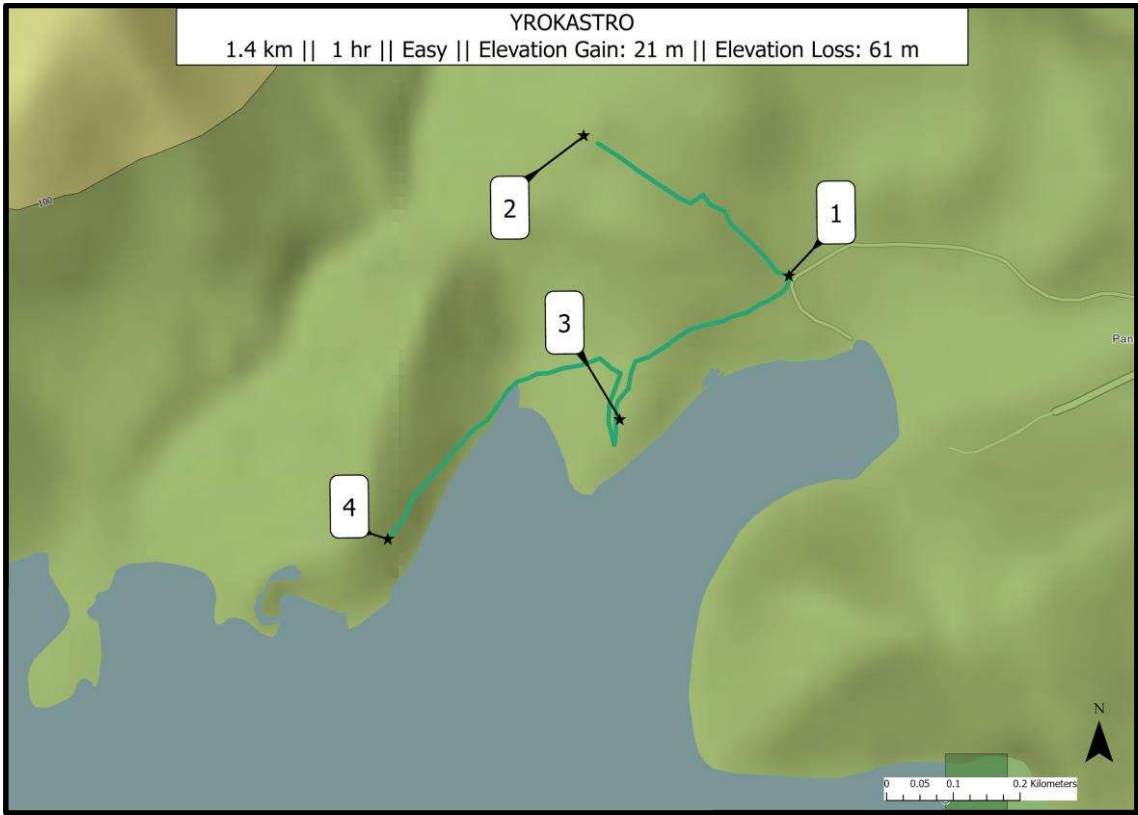 YROKASTRO
1.4 km || 1 hr || Easy || Elevation Gain: 21 m || Elevation Loss: 61 m
100
2
1
3
Pan
4
N
0 0.05 0.1 0.2 Kilometers